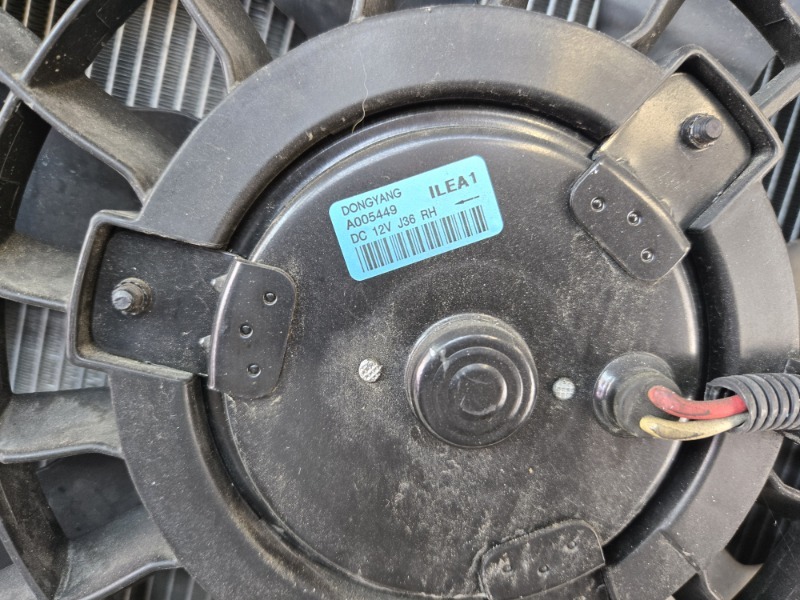 DONGYANG ILEA1
A005449
DC 12V J36 RH ←